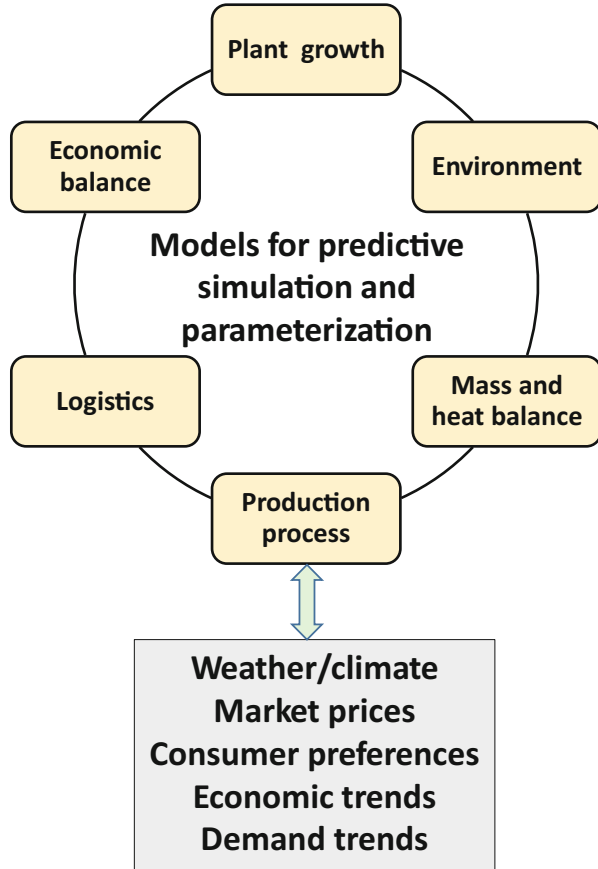 Plant growth
Economic
balance
Environment
Models for predictive
simulation and
parameterization
Logistics
Mass and
heat balance
Production
process
Weather/climate
Market prices
Consumer preferences
Economic trends
Demand trends